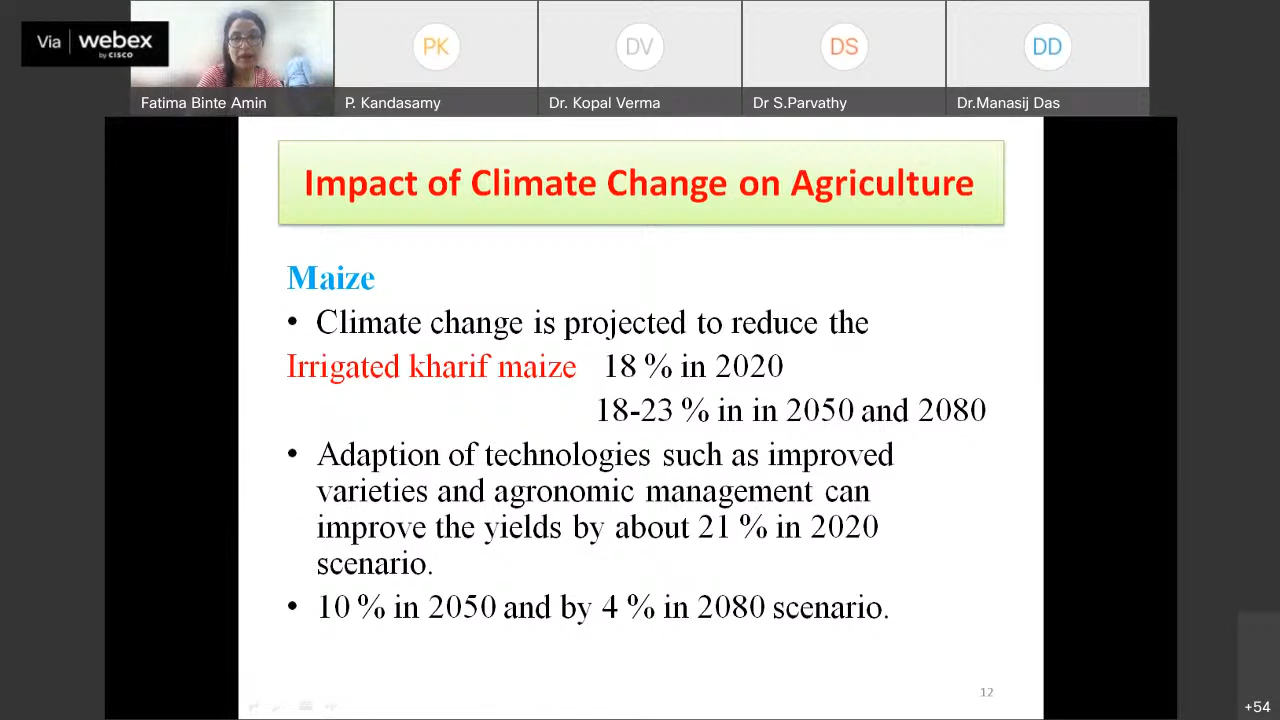 Via webex
by CISCO
PK
DV
DS
DD
Fatima Binte Amin
P. Kandasamy
Dr. Kopal Verma
Dr S.Parvathy
Dr.Manasij Das
Impact of Climate Change on Agriculture
Maize
• Climate change is projected to reduce the
Irrigated kharif maize 18 % in 2020
18-23 % in in 2050 and 2080
• Adaption of technologies such as improved
varieties and agronomic management can
improve the yields by about 21 % in 2020
scenario.
• 10 % in 2050 and by 4 % in 2080 scenario.
12
+54